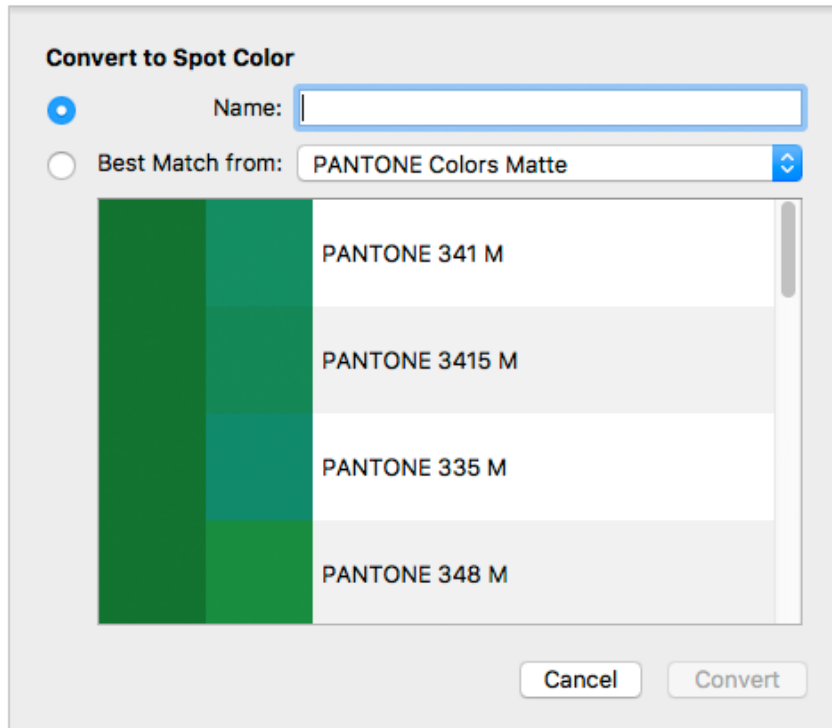 Convert to Spot Color
Name:
Best Match from: PANTONE Colors Matte
PANTONE 341 M
PANTONE 3415 M
PANTONE 335 M
PANTONE 348 M
Cancel Convert